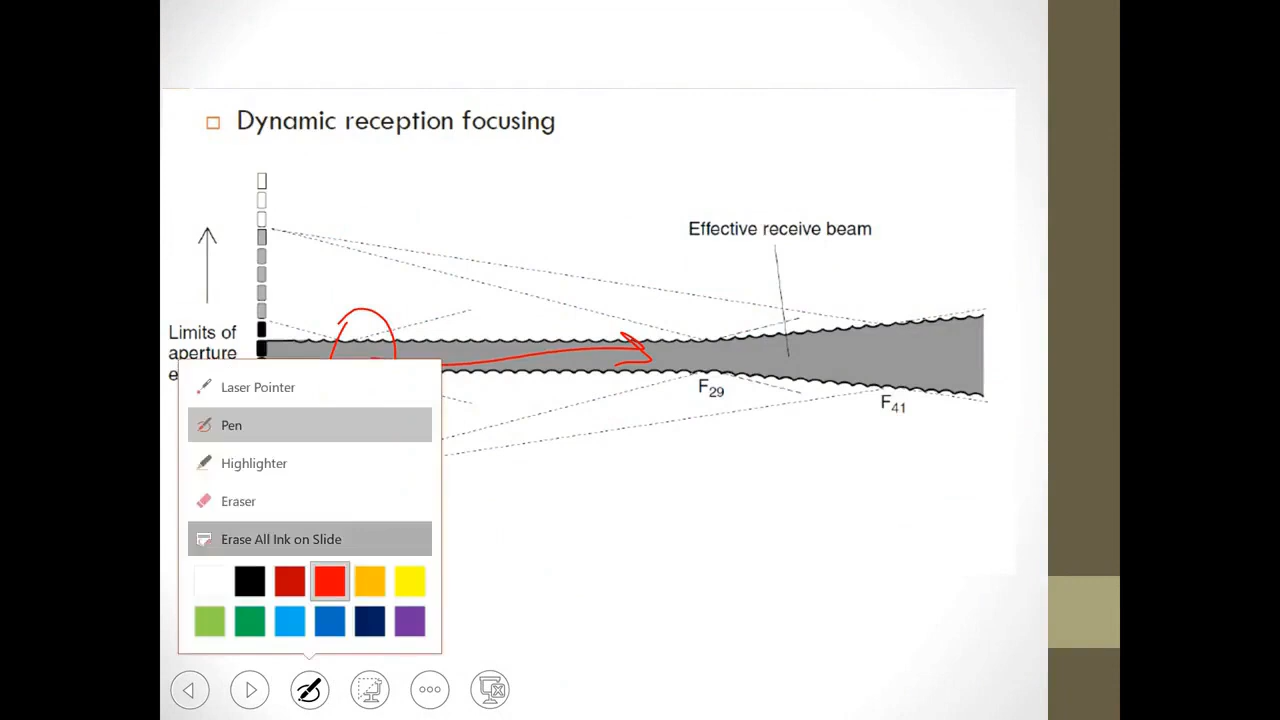 Dynamic reception focusing
Effective receive beam
Limits of
aperture
e
F29
F41
Laser Pointer
Pen
Highlighter
Eraser
Erase All Ink on Slide